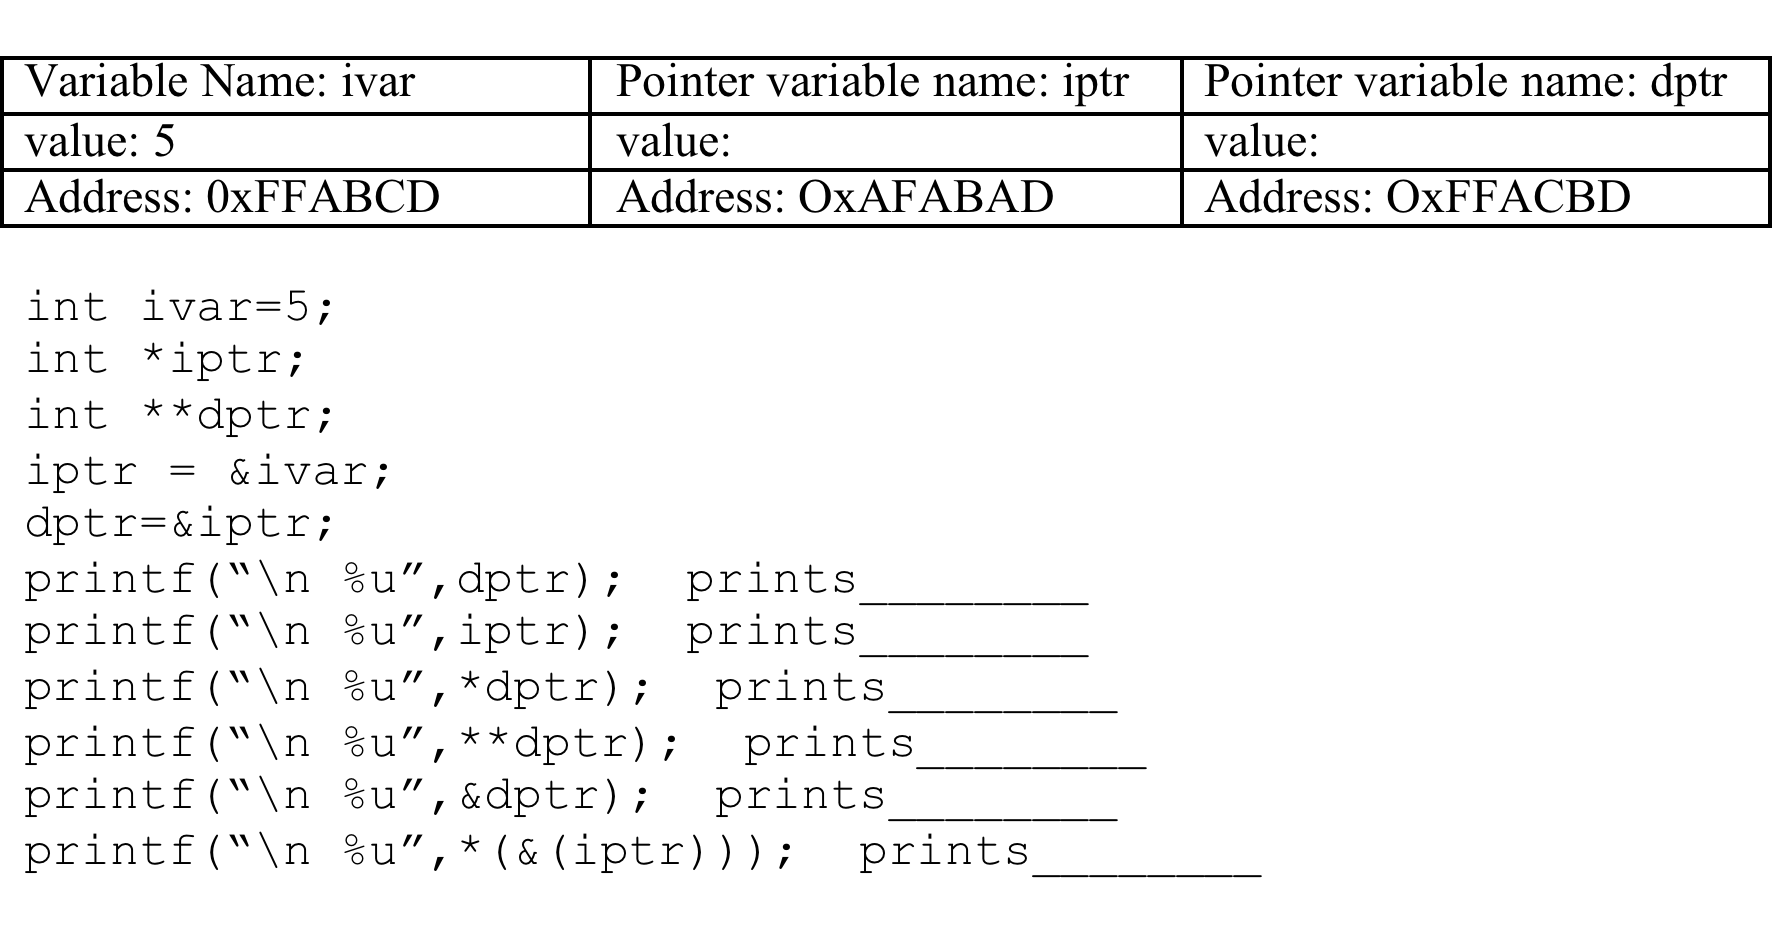 Variable Name: ivar Pointer variable name: iptr Pointer variable name: dptr
value: 5 value: value:
Address: 0xFFABCD Address: OxAFABAD Address: OxFFACBD
int ivar=5;
int *iptr;
int **dptr;
iptr = &ivar;
dptr=&iptr;
printf(“\n %u”,dptr); prints________
printf(“\n %u”,iptr); prints________
printf(“\n %u”,*dptr); prints________
printf(“\n %u”,**dptr); prints________
printf(“\n %u”,&dptr); prints________
printf(“\n %u”,*(&(iptr))); prints________